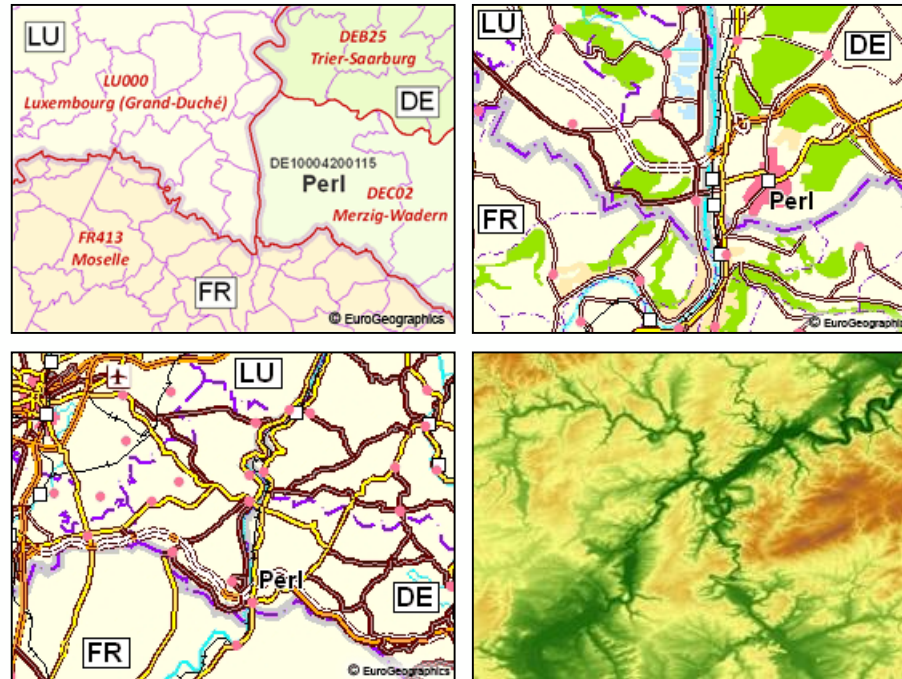 LU
DEB25
Trier-Saarburg
LU000
Luxembourg (Grand-Duché)
DE
DE10004200115
Perl
DEC02
Merzig-Wadern
FR413
Moselle
FR
© EuroGeographics
LU
DE
FR
Perl
© EuroGeographics
LU
Perl
DE
FR
© EuroGeographics